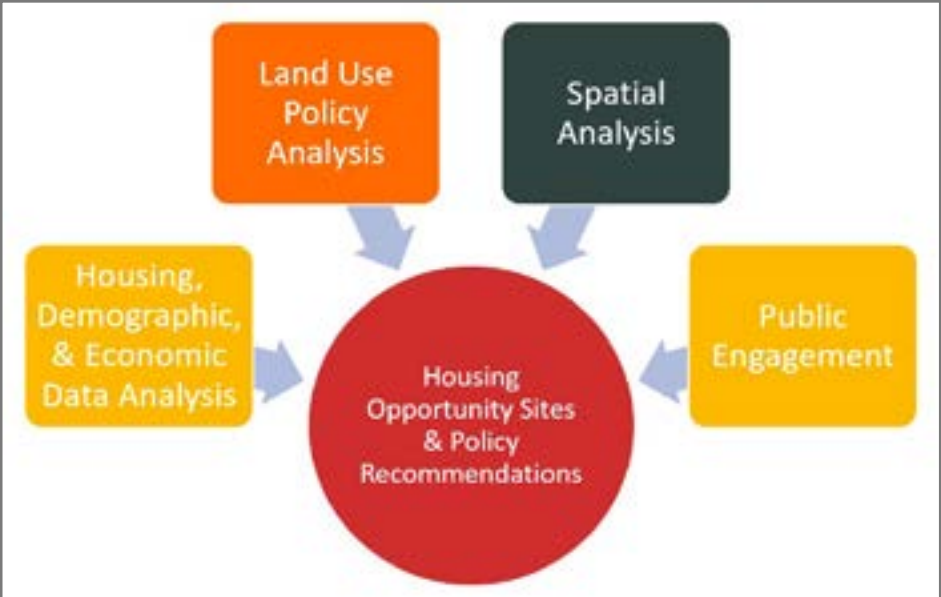 Land Use
Policy
Analysis
Spatial
Analysis
Housing,
Demographic,
& Economic
Data Analysis
Public
Engagement
Housing
Opportunity Sites
& Policy
Recommendations